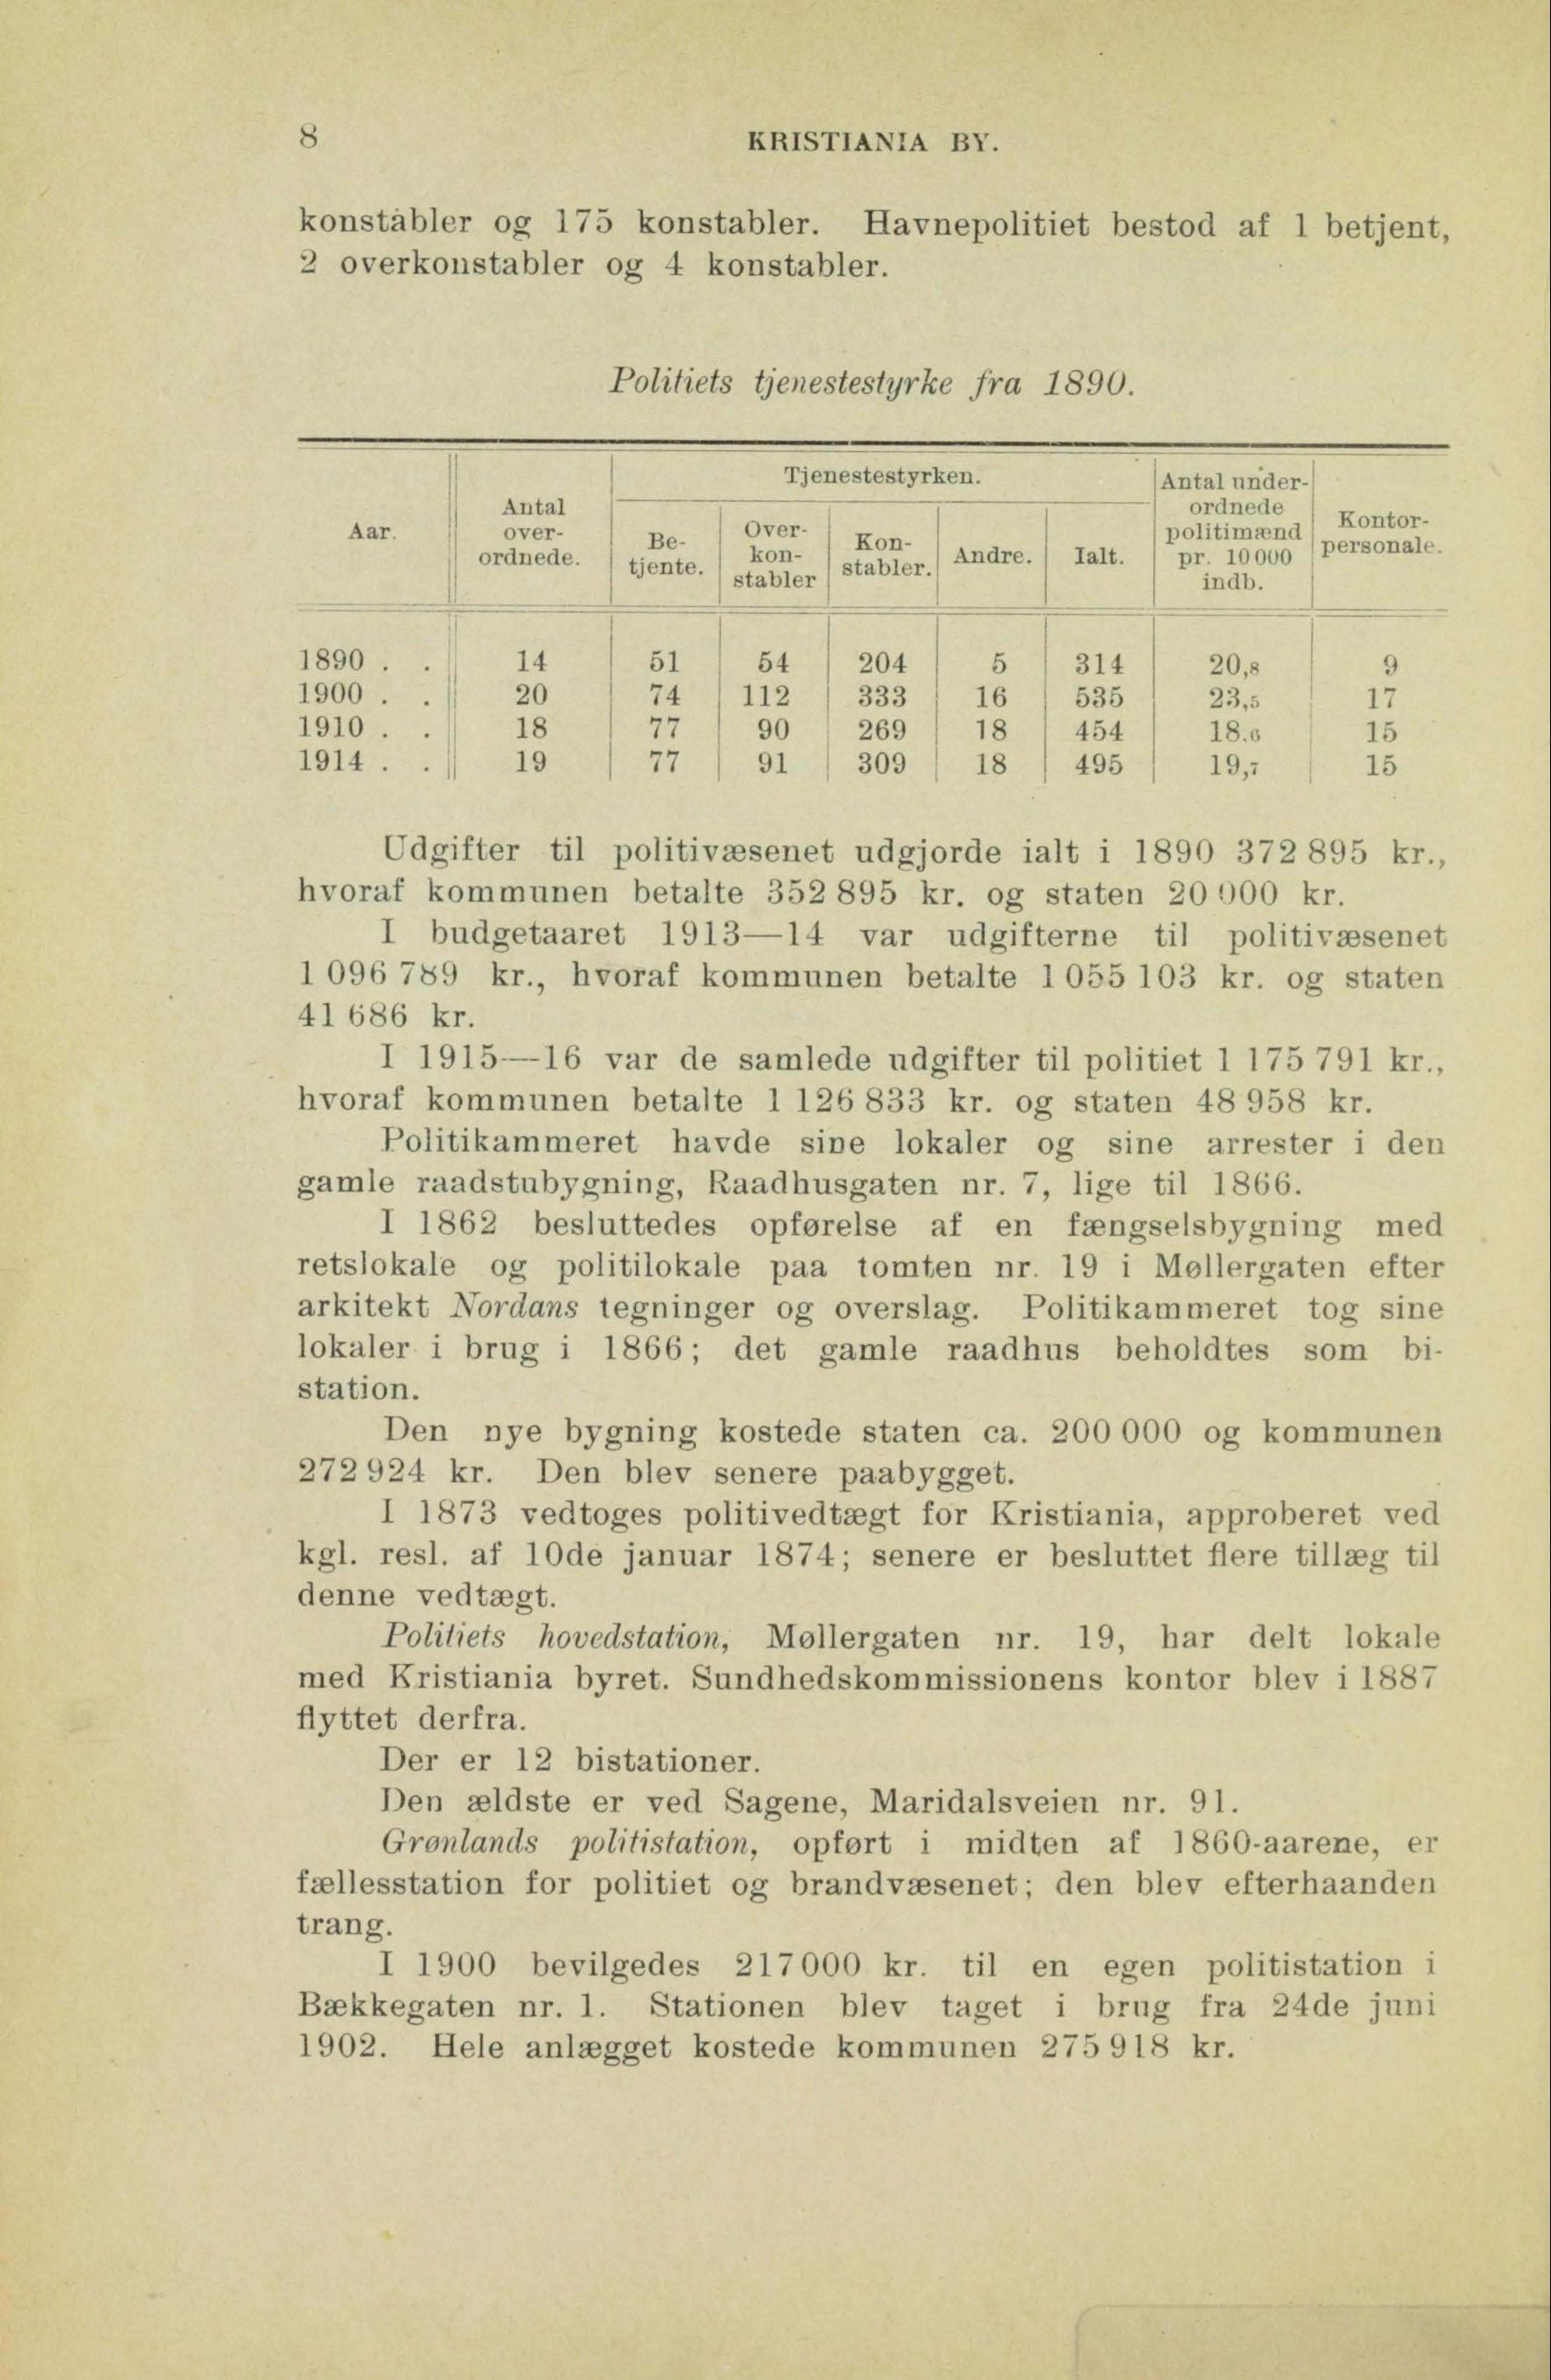 8
KRISTIANIA BY.
konstabler og 175 konstabler. Havnepolitiet bestod af 1 betjent,
2 overkonstabler og 4 konstabler.
Politiets tjenestestyrke fra 1890.
Aar.
Antal
over-
ordnede.
Tjenestestyrken.
Be-
tjente.
Over-
kon-
stabler
Kon-
stabler.
Andre.
Ialt.
Antal under-
ordnede
politimænd
pr. 10 000
indb.
Kontor-
personale.
1890 . . 14 51 54 204 5 314 20,8 9
1900 . . 20 74 112 333 16 535 23,5 17
1910 . . 18 77 90 269 18 454 18.6 15
1914 . . 19 77 91 309 18 495 19,7 15
Udgifter til politivæsenet udgjorde ialt i 1890 372 895 kr.,
hvoraf kommunen betalte 352 895 kr. og staten 20 000 kr.
I budgetaaret 1913—14 var udgifterne til politivæsenet
1 096 789 kr., hvoraf kommunen betalte 1 055 103 kr. og staten
41 686 kr.
I 1915—16 var de samlede udgifter til politiet 1 175 791 kr.,
hvoraf kommunen betalte 1 126 833 kr. og staten 48 958 kr.
Politikammeret havde sine lokaler og sine arrester i den
gamle raadstubygning, Raadhusgaten nr. 7, lige til 1866.
I 1862 besluttedes opførelse af en fængselsbygning med
retslokale og politilokale paa tomten nr. 19 i Møllergaten efter
arkitekt Nordans tegninger og overslag. Politikammeret tog sine
lokaler i brug i 1866; det gamle raadhus beholdtes som bi-
station.
Den nye bygning kostede staten ca. 200 000 og kommunen
272 924 kr. Den blev senere paabygget.
I 1873 vedtoges politivedtægt for Kristiania, approberet ved
kgl. resl. af 10de januar 1874; senere er besluttet flere tillæg til
denne vedtægt.
Politiets hovedstation, Møllergaten nr. 19, har delt lokale
med Kristiania byret. Sundhedskommissionens kontor blev i 1887
flyttet derfra.
Der er 12 bistationer.
Den ældste er ved Sagene, Maridalsveien nr. 91.
Grønlands politistation, opført i midten af 1860-aarene, er
fællesstation for politiet og brandvæsenet; den blev efterhaanden
trang.
I 1900 bevilgedes 217 000 kr. til en egen politistation i
Bækkegaten nr. 1. Stationen blev taget i brug fra 24de juni
1902. Hele anlægget kostede kommunen 275 918 kr.